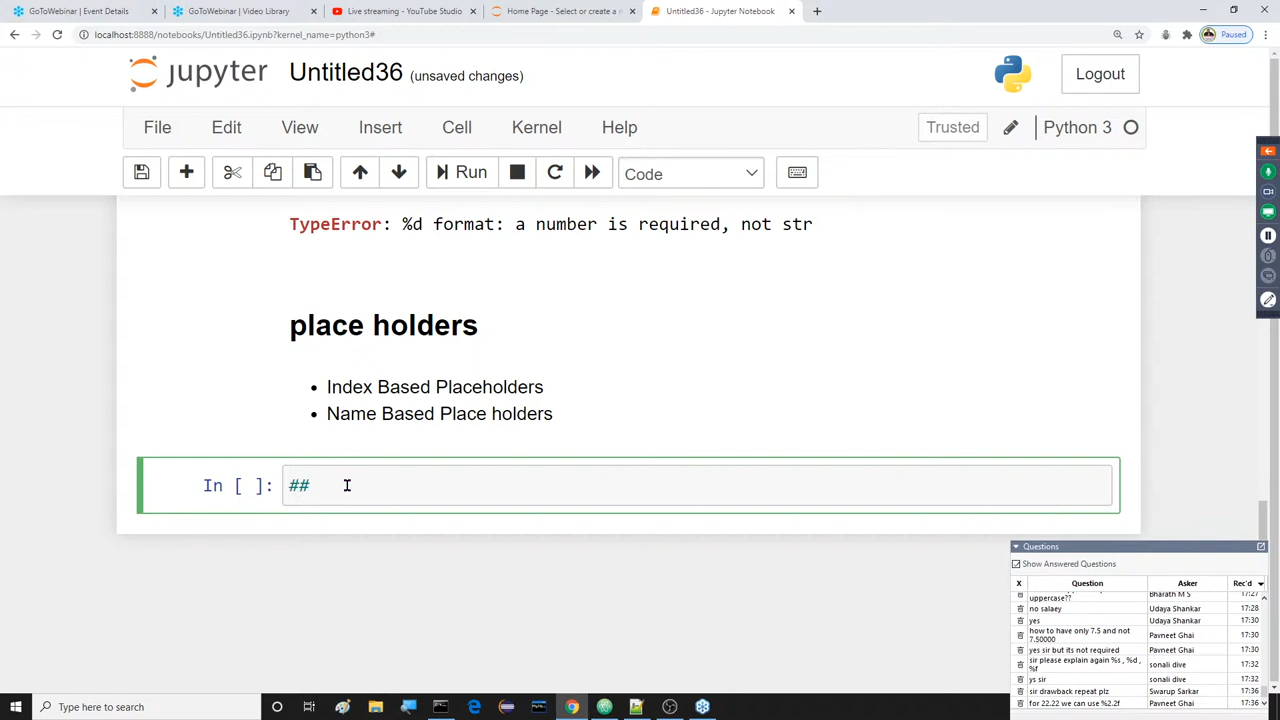 GoToWebinar | Event Details
GoToWebinar | Video Library
Live streaming - YouTube Studio
Home Page - Select or create a n
Untitled36 - Jupyter Notebook
localhost:8888/notebooks/Untitled36.ipynb?kernel_name=python3#
Paused
jupyter Untitled36 (unsaved changes)
Logout
File Edit View Insert Cell Kernel Help
Trusted Python 3
Run Code
TypeError: %d format: a number is required, not str
place holders
• Index Based Placeholders
• Name Based Place holders
In [ ]: ##
Questions
Show Answered Questions
X Question Asker Rec'd
uppercase?? Bharath M S 17:27
no salaey Udaya Shankar 17:28
yes Udaya Shankar 17:30
how to have only 7.5 and not
7.50000 Pavneet Ghai 17:30
yes sir but its not required Pavneet Ghai 17:30
sir please explain again %s , %d ,
%f sonali dive 17:32
ys sir sonali dive 17:32
sir drawback repeat plz Swarup Sarkar 17:36
for 22.22 we can use %2.2f Pavneet Ghai 17:36
Type here to search